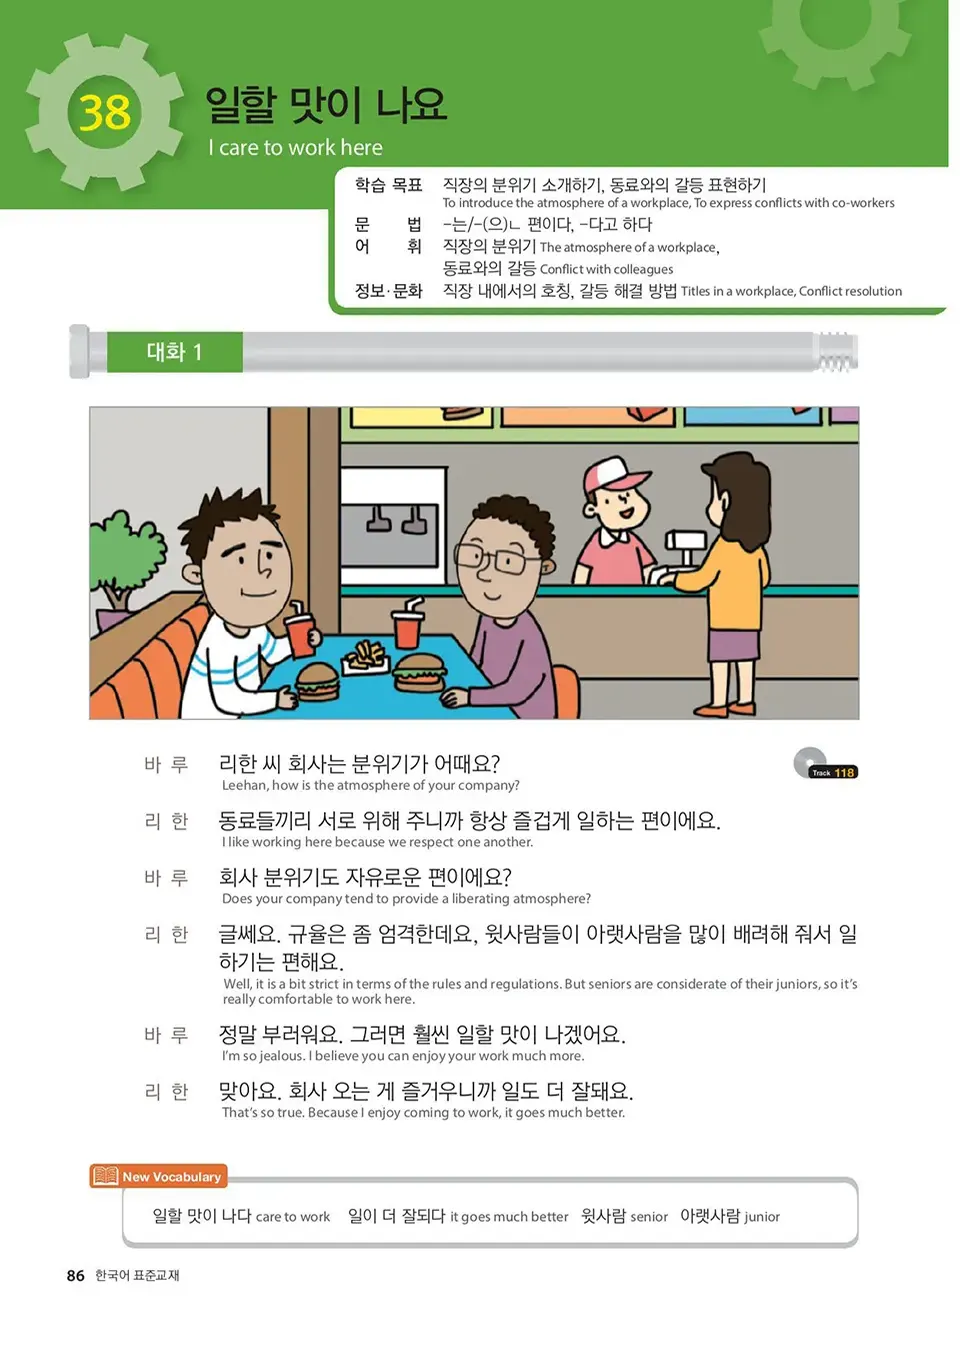 38
일할 맛이 나요
I care to work here
학습 목표 직장의 분위기 소개하기, 동료와의 갈등 표현하기
To introduce the atmosphere of a workplace, To express conflicts with co-workers
문 법 -는/-(으)ㄴ 편이다, -다고 하다
어 휘 직장의 분위기 The atmosphere of a workplace,
동료와의 갈등 Conflict with colleagues
정보·문화 직장 내에서의 호칭, 갈등 해결 방법 Titles in a workplace, Conflict resolution
대화 1
바 루 리한 씨 회사는 분위기가 어때요?
Leehan, how is the atmosphere of your company?
Track 118
리 한 동료들끼리 서로 위해 주니까 항상 즐겁게 일하는 편이에요.
I like working here because we respect one another.
바 루 회사 분위기도 자유로운 편이에요?
Does your company tend to provide a liberating atmosphere?
리 한 글쎄요. 규율은 좀 엄격한데요, 윗사람들이 아랫사람을 많이 배려해 줘서 일
하기는 편해요.
Well, it is a bit strict in terms of the rules and regulations. But seniors are considerate of their juniors, so it's
really comfortable to work here.
바 루 정말 부러워요. 그러면 훨씬 일할 맛이 나겠어요.
I'm so jealous. I believe you can enjoy your work much more.
리 한 맞아요. 회사 오는 게 즐거우니까 일도 더 잘돼요.
That's so true. Because I enjoy coming to work, it goes much better.
New Vocabulary
일할 맛이 나다 care to work 일이 더 잘되다 it goes much better 윗사람 senior 아랫사람 junior
86 한국어 표준교재